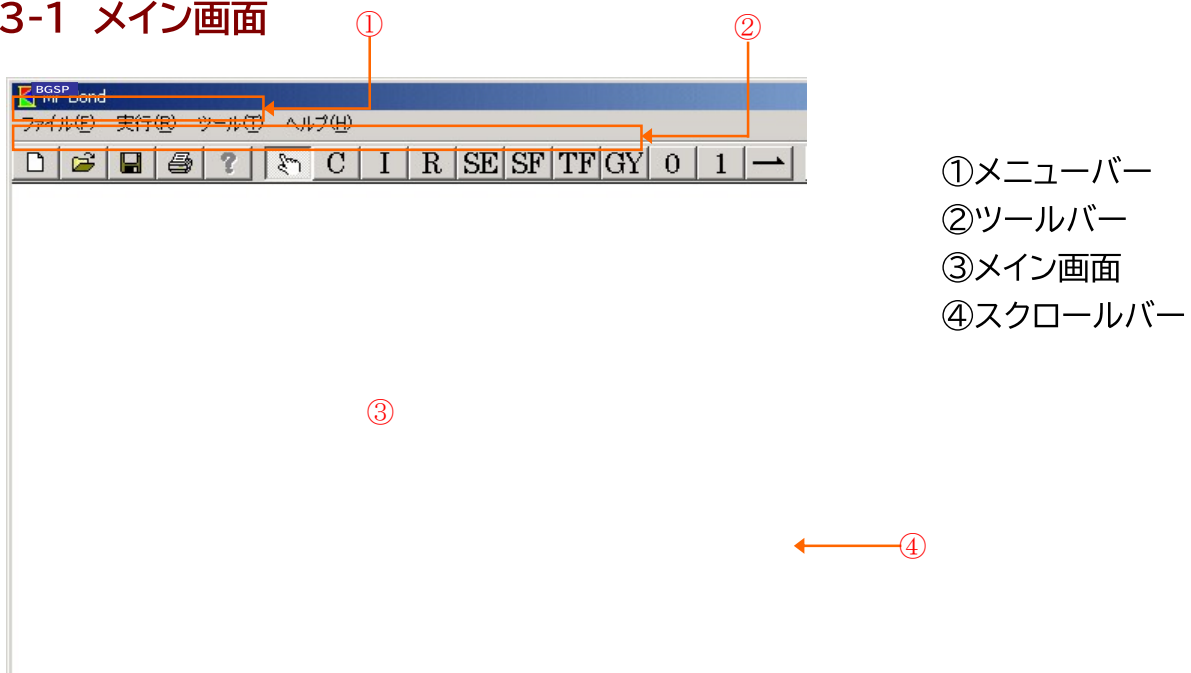 3-1 メイン画面
①
②
BGSP
Mr Bond
ファイル(F) 実行(R) ツール(T) ヘルプ(H)
? C I R SE SF TF GY 0 1
①メニューバー
②ツールバー
③メイン画面
④スクロールバー
③
④